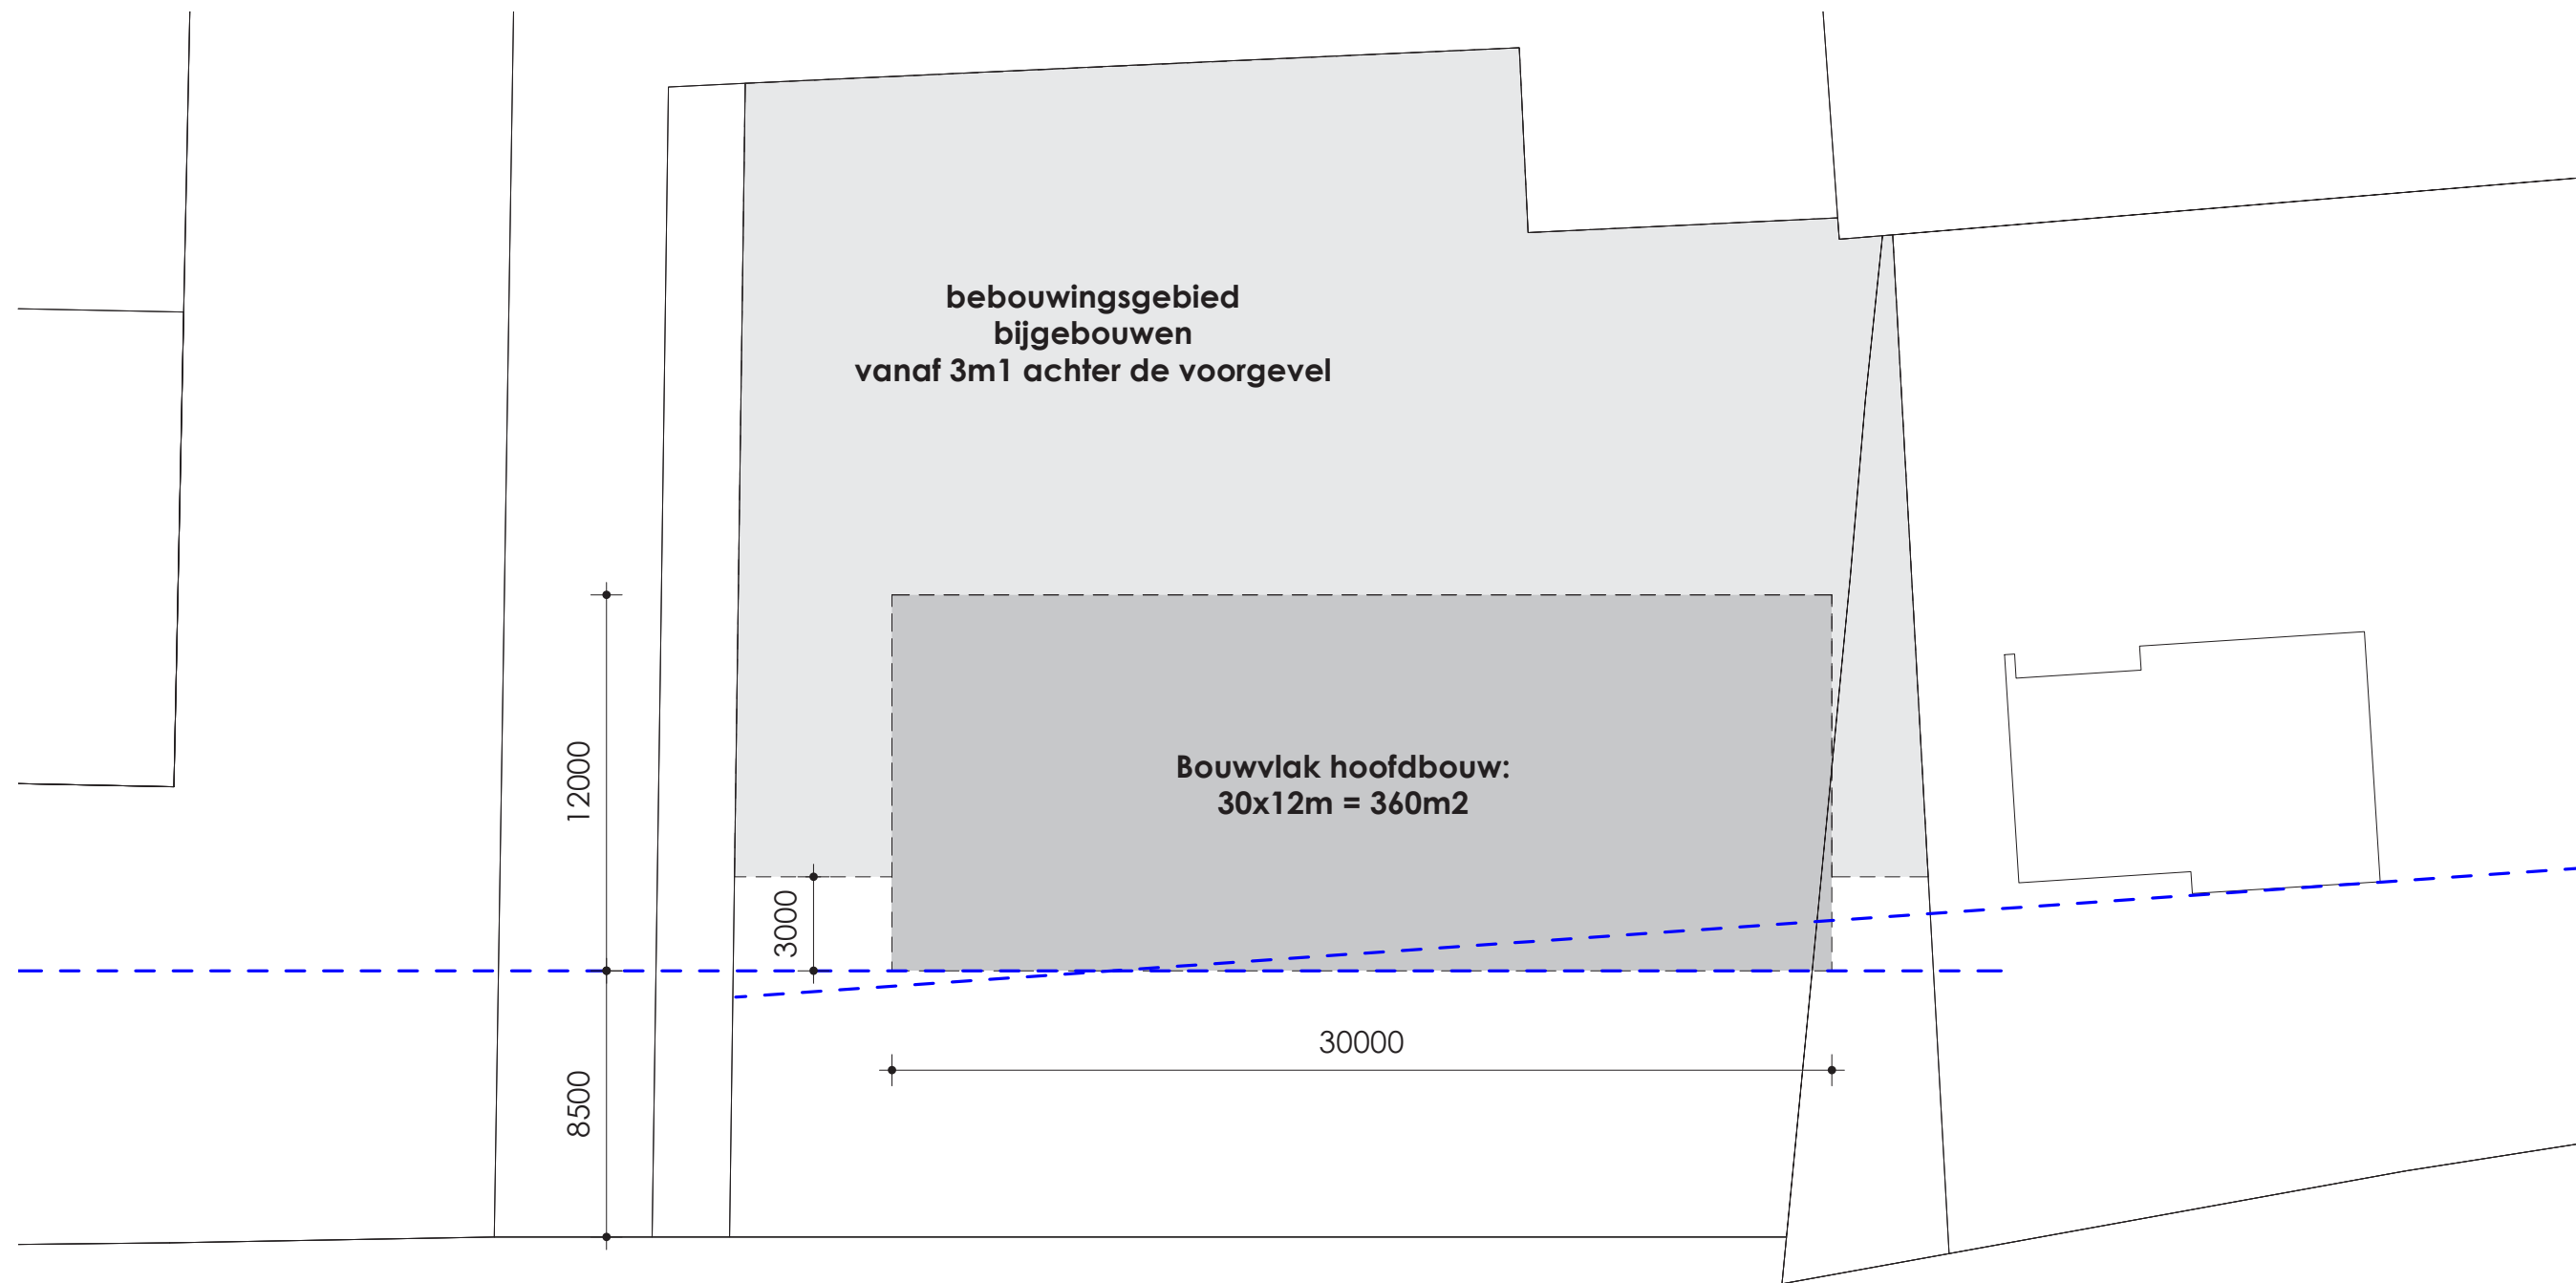 bebouwingsgebied
bijgebouwen
vanaf 3m1 achter de voorgevel
Bouwvlak hoofdbouw:
30x12m = 360m2
12000
3000
30000
8500